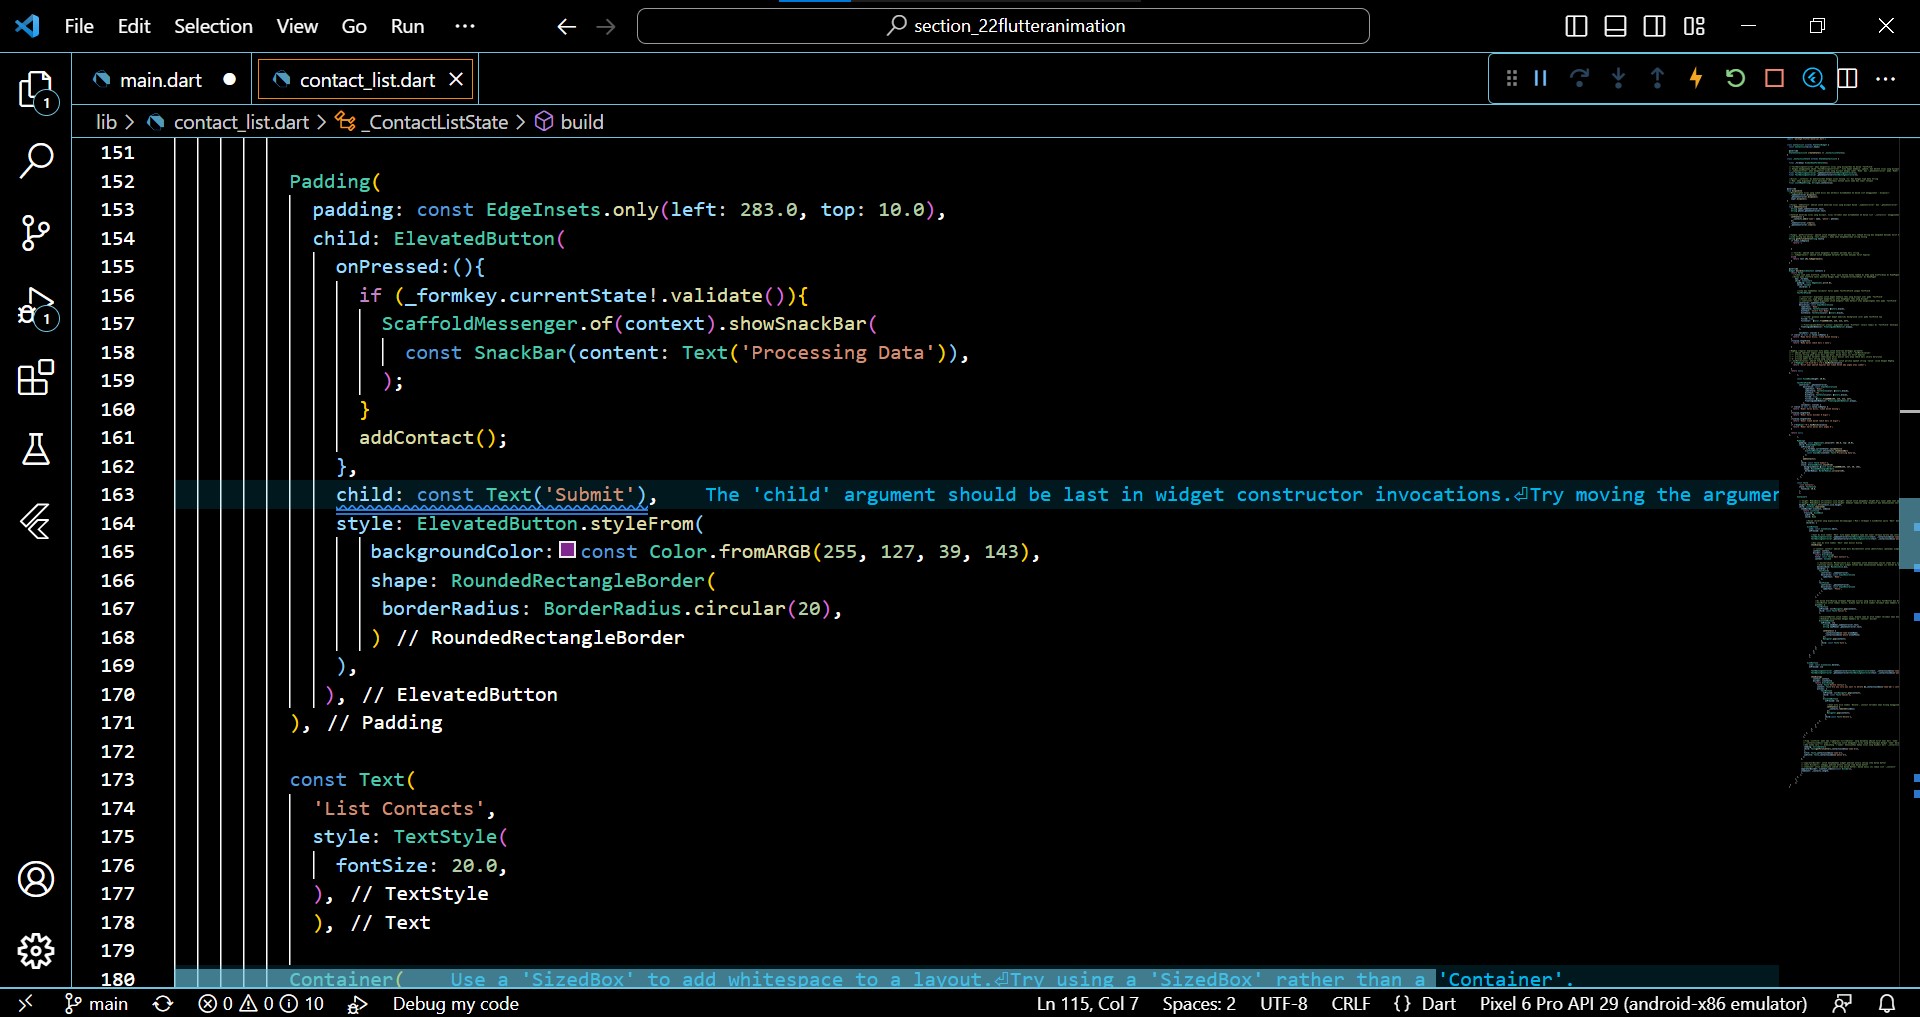 File Edit Selection View Go Run ··· section_22flutteranimation
main.dart contact_list.dart
lib > contact_list.dart > _ContactListState > build
151
152 Padding(
153 padding: const EdgeInsets.only(left: 283.0, top: 10.0),
154 child: ElevatedButton(
155 onPressed:(){
156 if (_formkey.currentState!.validate()){
157 ScaffoldMessenger.of(context).showSnackBar(
158 const SnackBar(content: Text('Processing Data')),
159 );
160 }
161 addContact();
162 },
163 child: const Text('Submit'), The 'child' argument should be last in widget constructor invocations.⏎Try moving the argumen
164 style: ElevatedButton.styleFrom(
165 backgroundColor: const Color.fromARGB(255, 127, 39, 143),
166 shape: RoundedRectangleBorder(
167 borderRadius: BorderRadius.circular(20),
168 ) // RoundedRectangleBorder
169 ),
170 ), // ElevatedButton
171 ), // Padding
172
173 const Text(
174 'List Contacts',
175 style: TextStyle(
176 fontSize: 20.0,
177 ), // TextStyle
178 ), // Text
179
180 Container( Use a 'SizedBox' to add whitespace to a layout.⏎Try using a 'SizedBox' rather than a 'Container'.
1
1
main 0 0 10 Debug my code Ln 115, Col 7 Spaces: 2 UTF-8 CRLF {} Dart Pixel 6 Pro API 29 (android-x86 emulator)